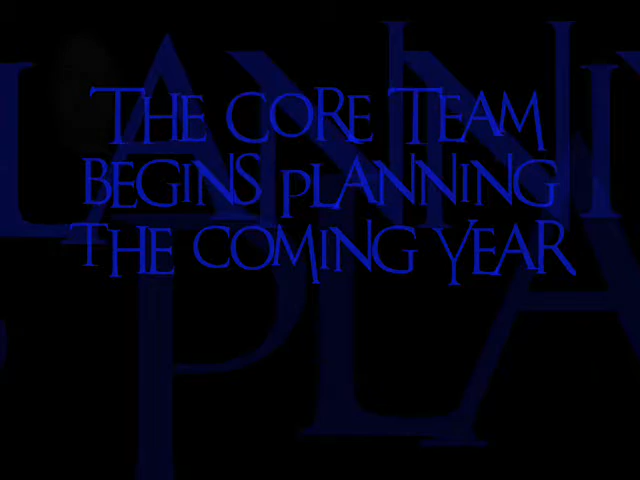 THE CORE TEAM
BEGINS PLANNING
THE COMING YEAR